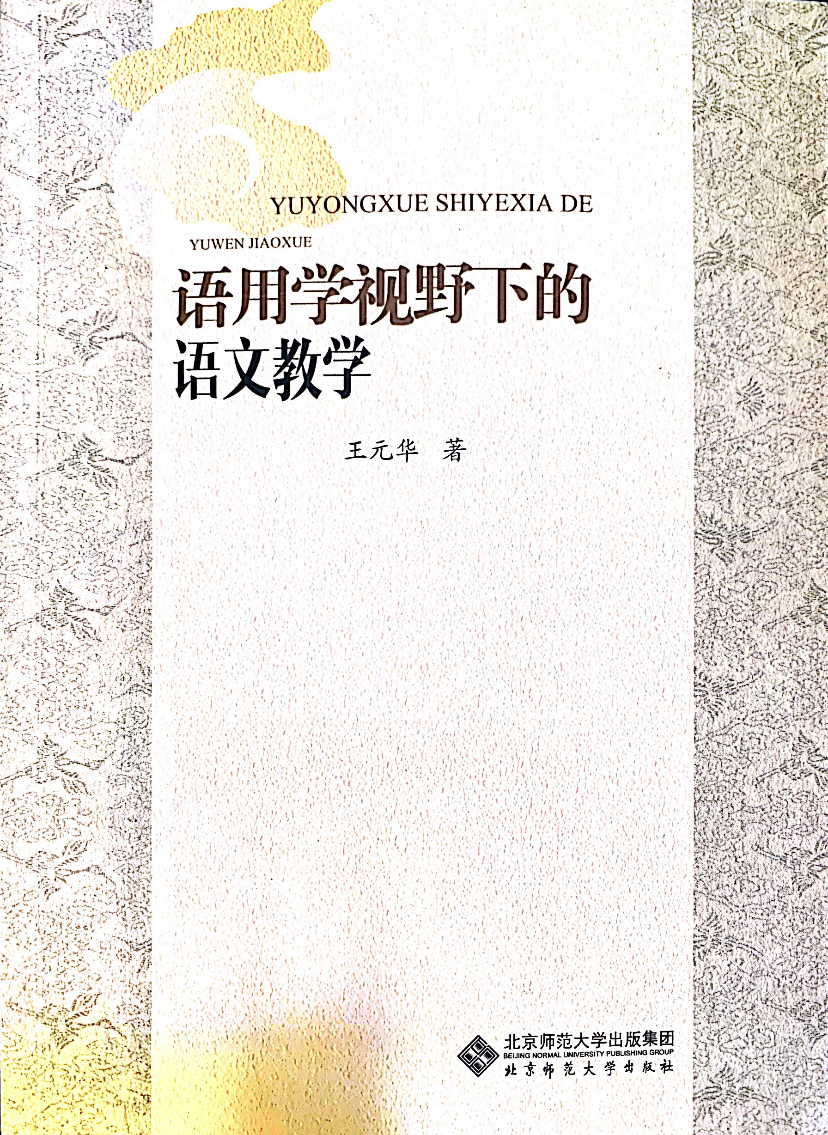 YUYONGXUE SHIYEXIA DE
YUWEN JIAOXUE
语用学视野下的
语文教学
王元华 著
北京师范大学出版集团
BEIJING NORMAL UNIVERSITY PUBLISHING GROUP
北京师范大学出版社